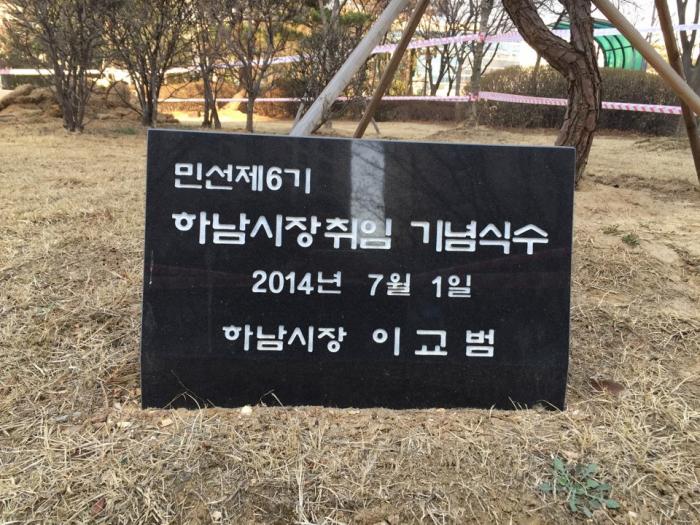 민선제6기
하남시장취임 기념식수
2014년 7월 1일
하남시장 이교범